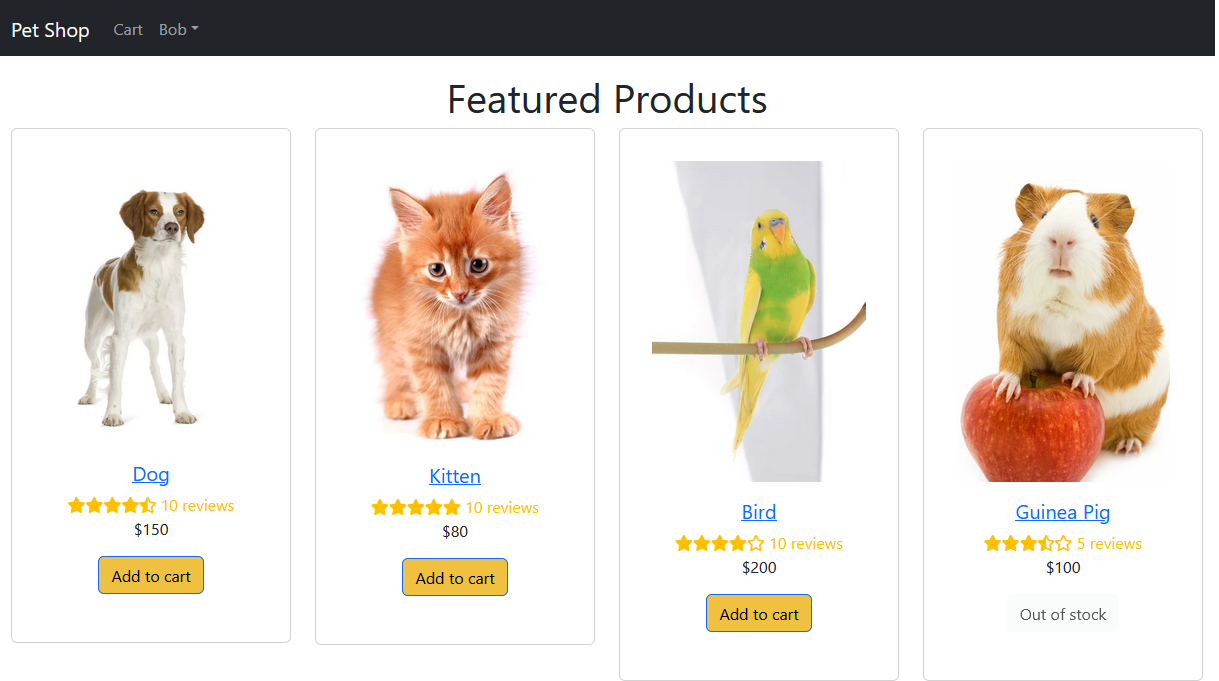 Pet Shop Cart Bob
Featured Products
Dog
10 reviews
$150
Add to cart
Kitten
10 reviews
$80
Add to cart
Bird
10 reviews
$200
Add to cart
Guinea Pig
5 reviews
$100
Out of stock